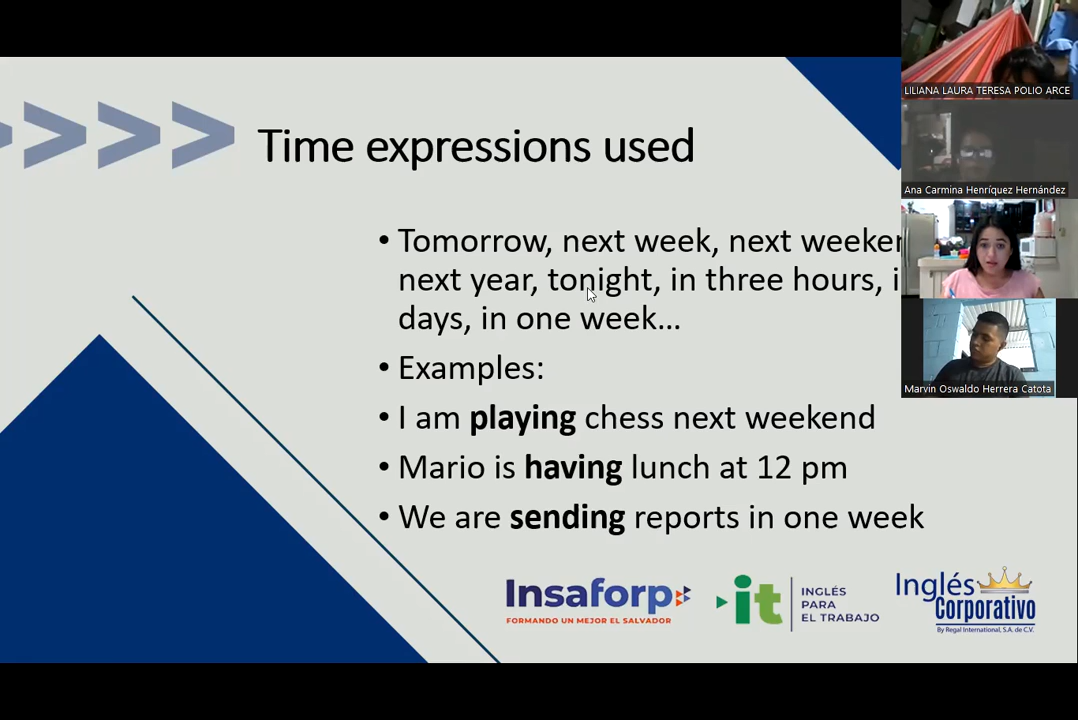 Time expressions used
• Tomorrow, next week, next weeken
next year, tonight, in three hours, i
days, in one week...
• Examples:
• I am playing chess next weekend
• Mario is having lunch at 12 pm
• We are sending reports in one week
Insaforp
FORMANDO UN MEJOR EL SALVADOR
it
INGLÉS
PARA
EL TRABAJO
Inglés
Corporativo
By Regal International, S.A. de C.V.
LILIANA LAURA TERESA POLIO ARCE
Ana Carmina Henríquez Hernández
Marvin Oswaldo Herrera Catota